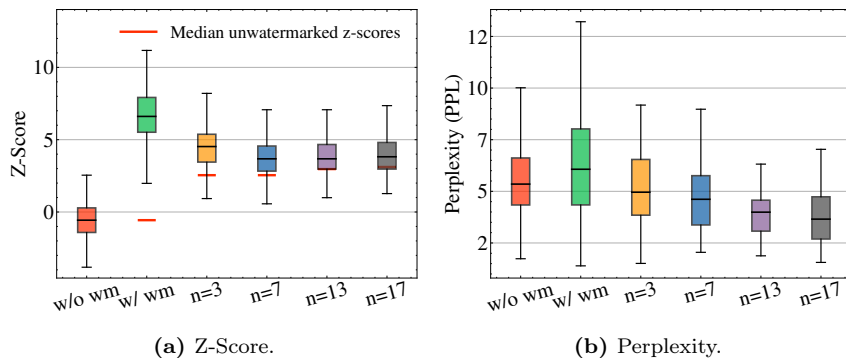 Median unwatermarked z-scores
Z-Score
10
5
0
w/o wm
w/ wm
n=3
n=7
n=13
n=17
(a) Z-Score.
Perplexity (PPL)
12
10
7
5
2
w/o wm
w/ wm
n=3
n=7
n=13
n=17
(b) Perplexity.